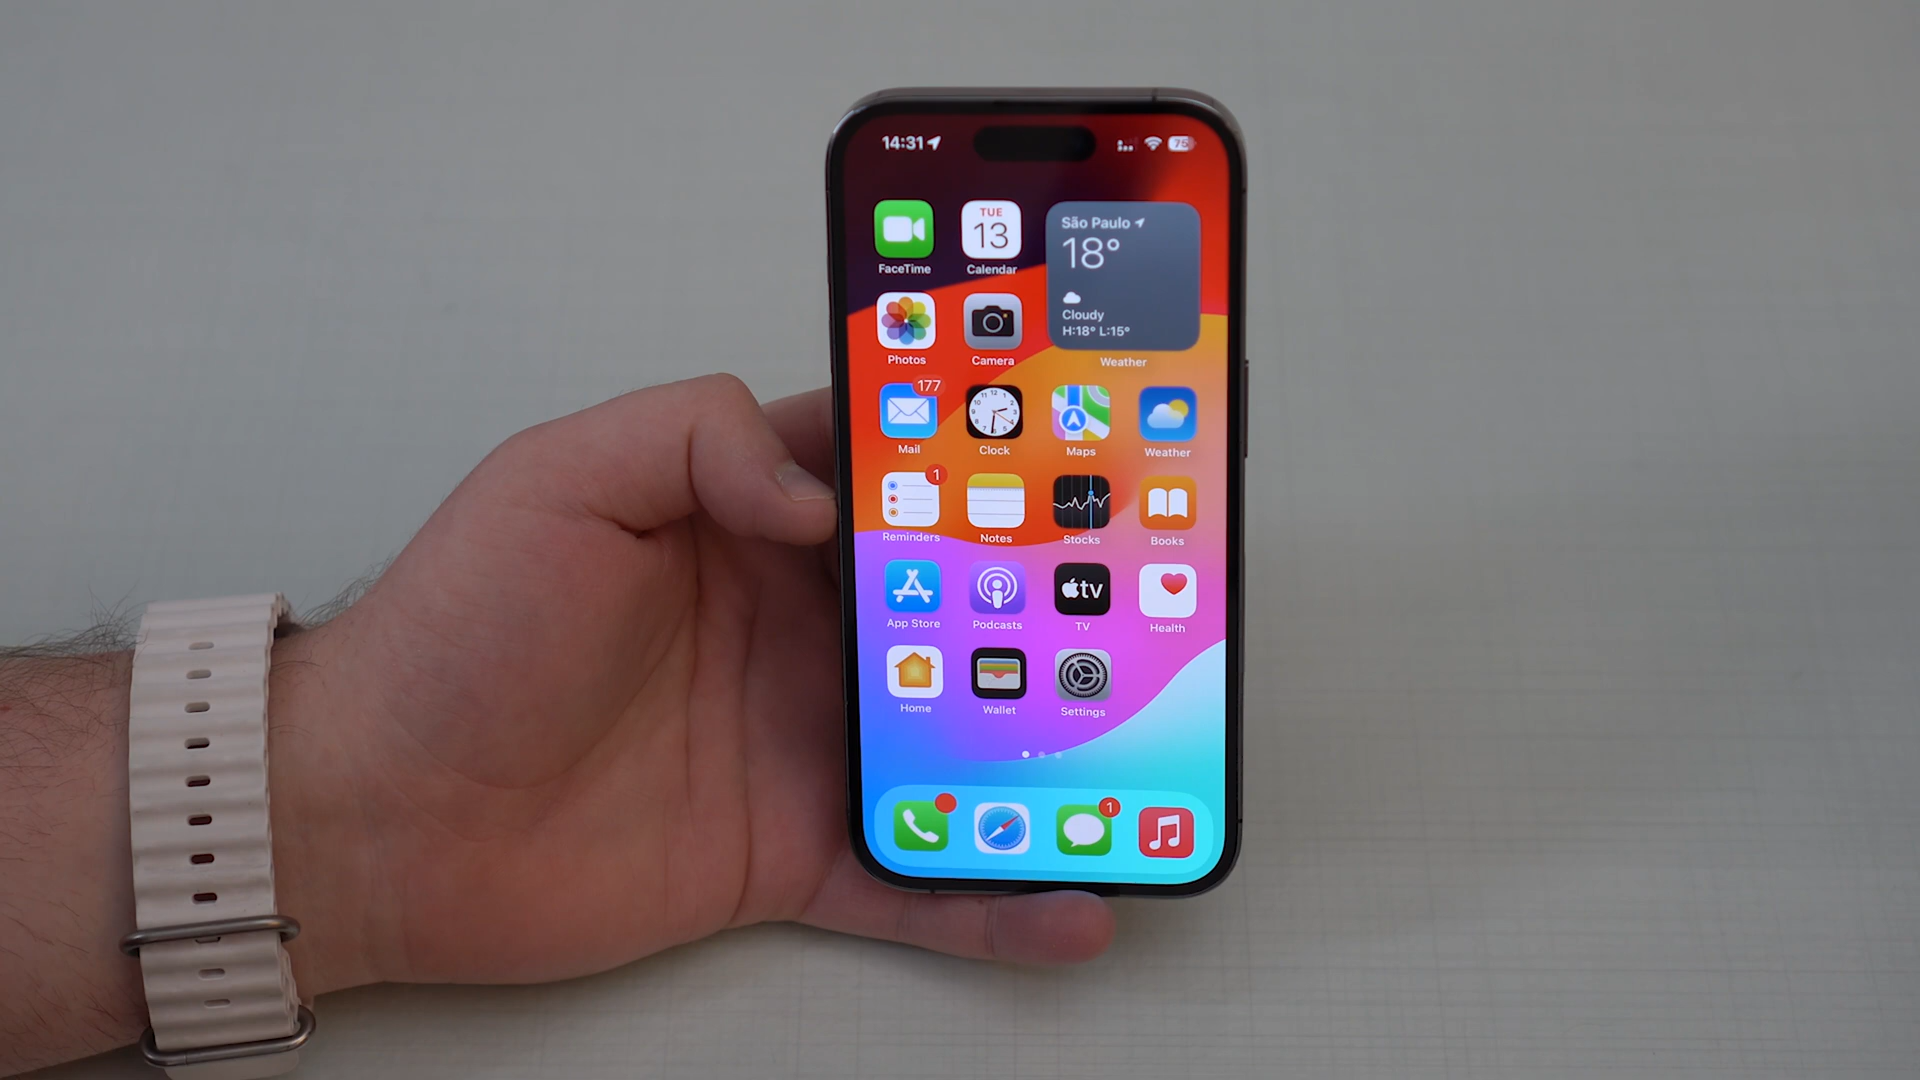 14:31
75
TUE
13
São Paulo
18°
Cloudy
H:18° L:15°
FaceTime
Calendar
Photos
Camera
Weather
177
Mail
Clock
Maps
Weather
1
Reminders
Notes
Stocks
Books
tv
App Store
Podcasts
TV
Health
Home
Wallet
Settings
1